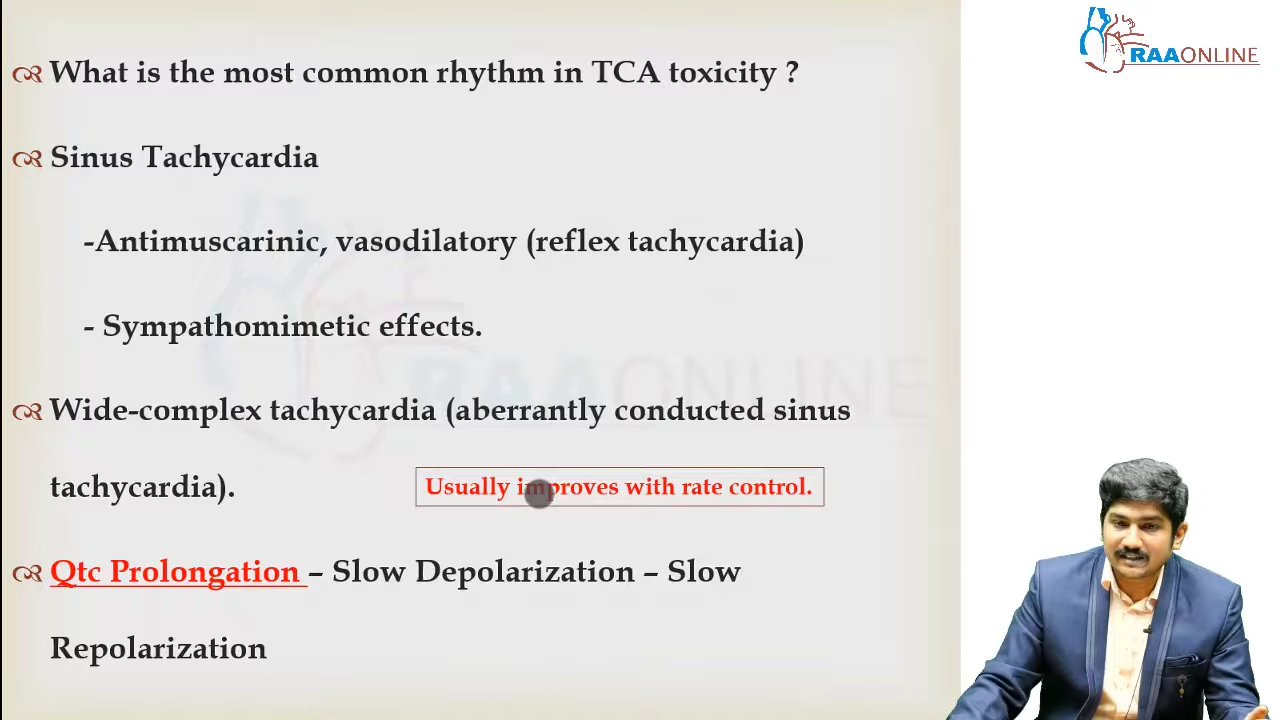 RAAONLINE
What is the most common rhythm in TCA toxicity ?
Sinus Tachycardia
-Antimuscarinic, vasodilatory (reflex tachycardia)
- Sympathomimetic effects.
RAAONLINE
Wide-complex tachycardia (aberrantly conducted sinus
tachycardia).
Usually improves with rate control.
Qtc Prolongation – Slow Depolarization – Slow
Repolarization